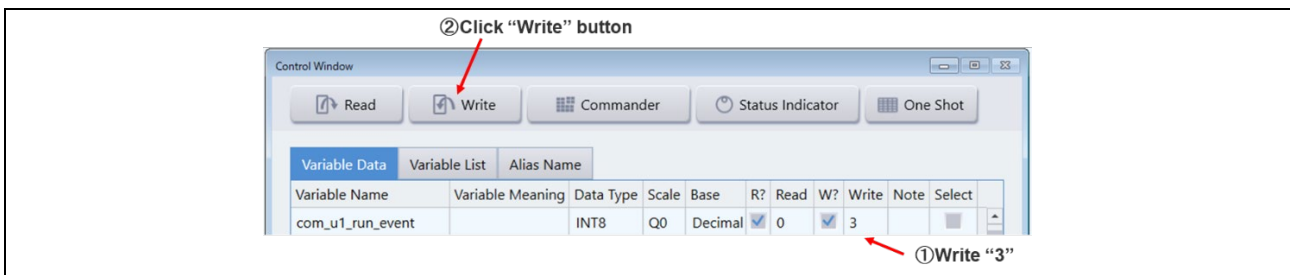 ②Click “Write” button
Control Window
Read Write Commander Status Indicator One Shot
Variable Data Variable List Alias Name
Variable Name Variable Meaning Data Type Scale Base R? Read W? Write Note Select
com_u1_run_event INT8 Q0 Decimal 0 3
①Write “3”